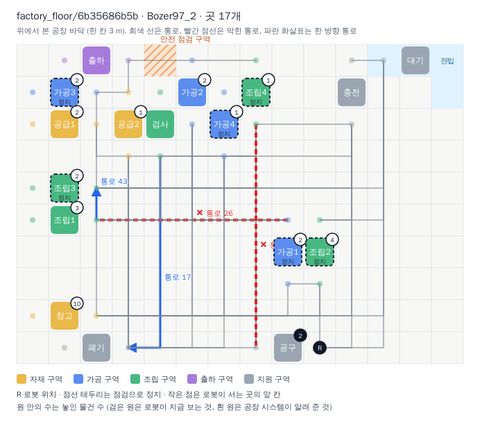 factory_floor/6b35686b5b · Bozer97_2 · 곳 17개
위에서 본 공장 바닥 (한 칸 3 m). 회색 선은 통로, 빨간 점선은 막힌 통로, 파란 화살표는 한 방향 통로
안전 점검 구역
출하
대기
전입
가공3
2
정지
가공2
2
조립4
1
정지
충전
공급1
2
공급2
1
검사
가공4
1
정지
조립3
2
정지
통로 43
조립1
3
통로 26
가공1
2
정지
조립2
4
정지
통로 17
창고
10
폐기
공구
2
R
자재 구역
가공 구역
조립 구역
출하 구역
지원 구역
R 로봇 위치 · 점선 테두리는 점검으로 정지 · 작은 점은 로봇이 서는 곳의 앞 칸
원 안의 수는 놓인 물건 수 (검은 원은 로봇이 지금 보는 것, 흰 원은 공장 시스템이 알려 준 것)